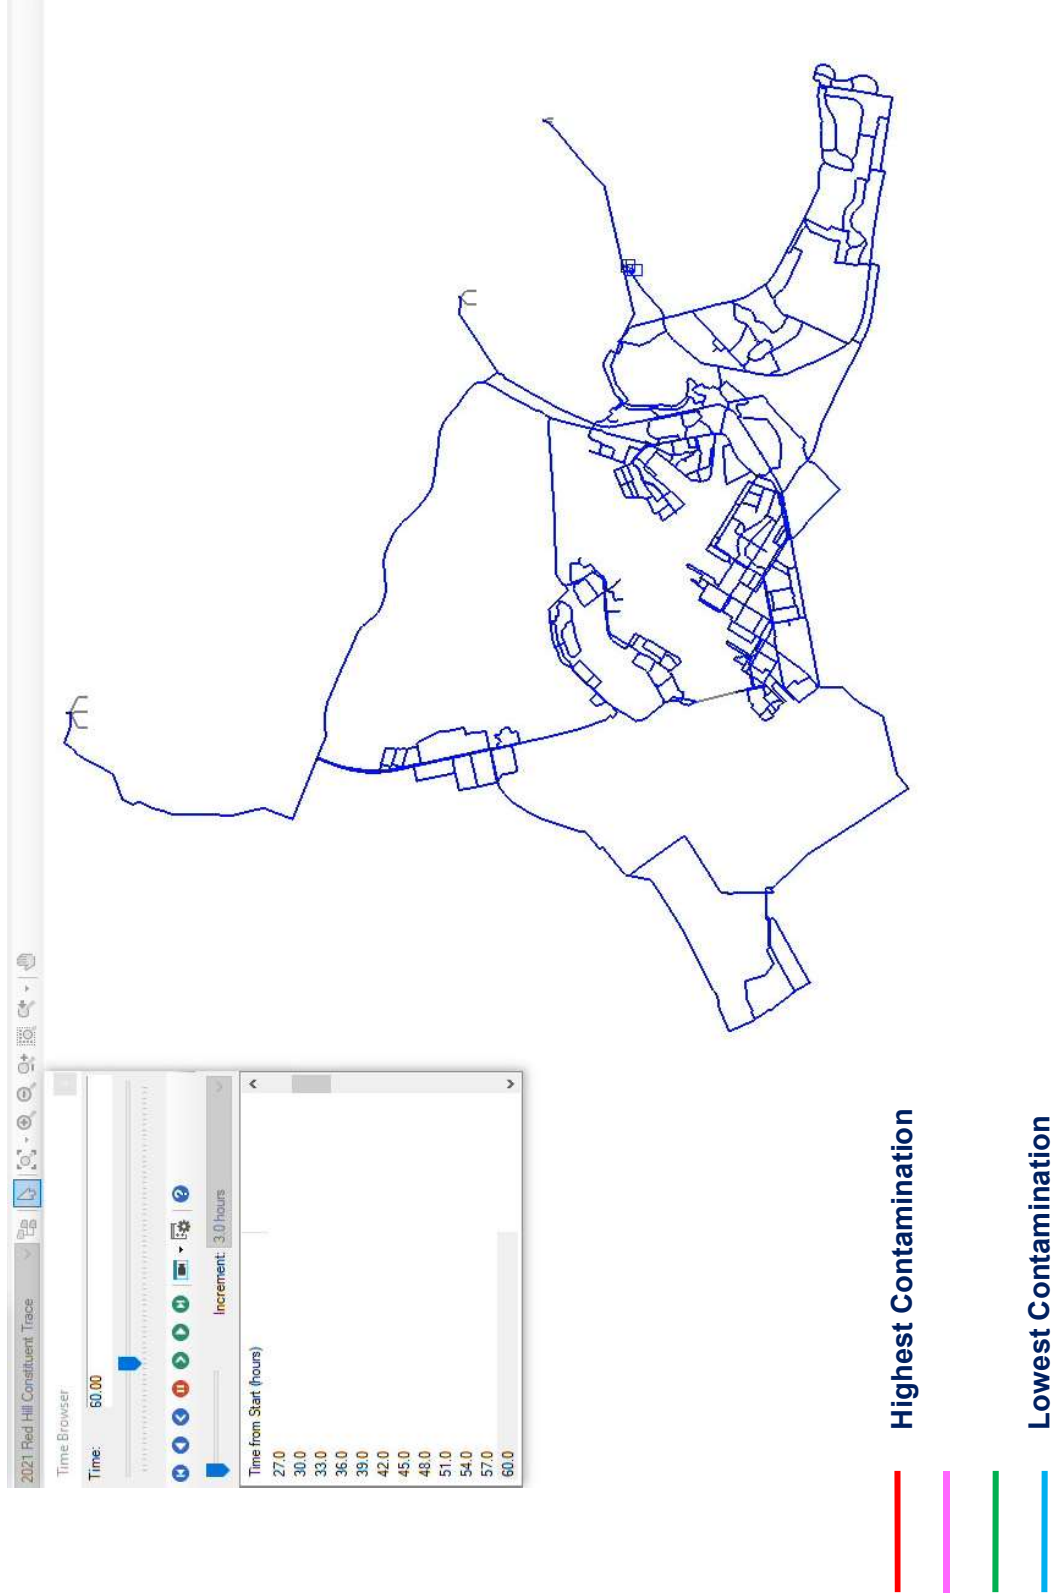 2021 Red Hill Constituent Trace
Time Browser
Time: 60.00
Increment: 3.0 hours
Time from Start (hours)
27.0
30.0
33.0
36.0
39.0
42.0
45.0
48.0
51.0
54.0
57.0
60.0
Highest Contamination
Lowest Contamination